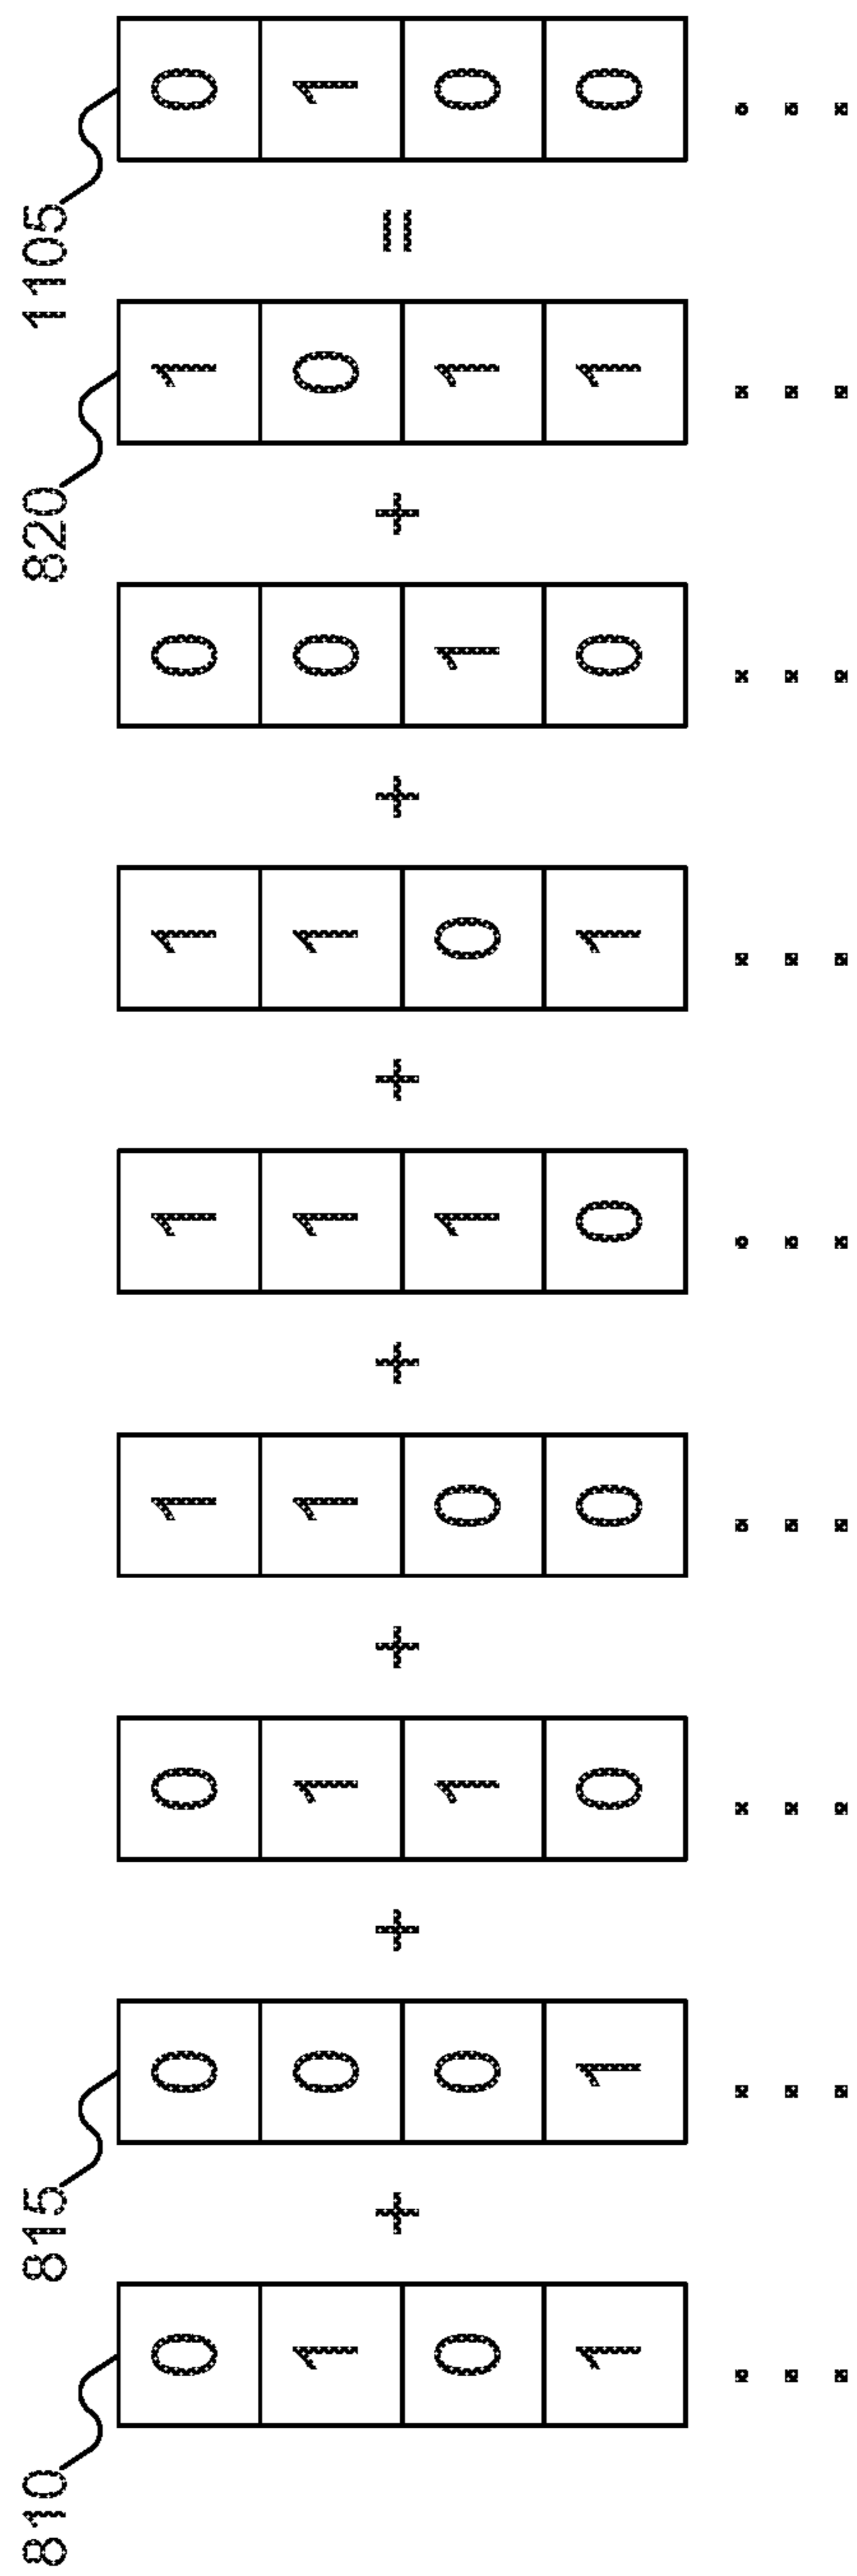 810 815 820 1105
0 0 0 1 1 1 0 1 0
1 0 1 1 1 1 0 0 1
+ + + + + + + =
0 0 1 0 1 0 1 1 0
1 1 0 0 0 1 0 1 0
. . . . . . . . .
. . . . . . . . .
. . . . . . . . .